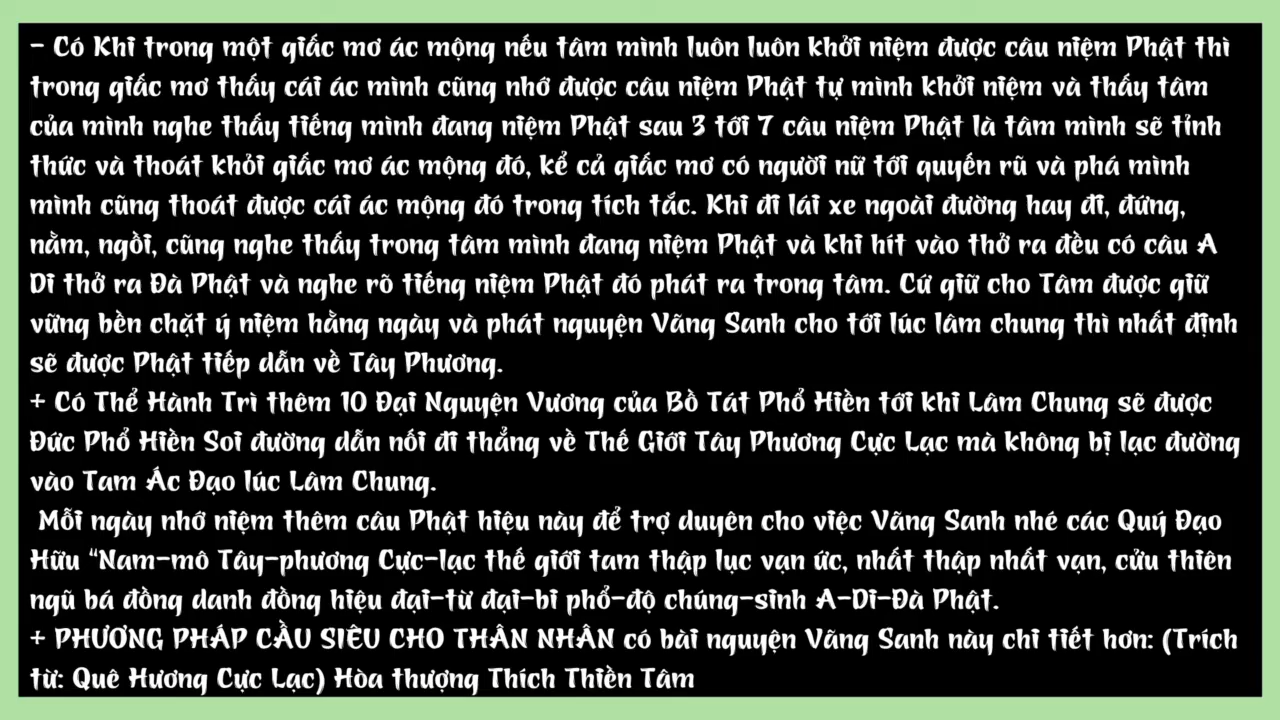 - Có Khi trong một giấc mơ ác mộng nếu tâm mình luôn luôn khởi niệm được câu niệm Phật thì
trong giấc mơ thấy cái ác mình cũng nhớ được câu niệm Phật tự mình khởi niệm và thấy tâm
của mình nghe thấy tiếng mình đang niệm Phật sau 3 tới 7 câu niệm Phật là tâm mình sẽ tỉnh
thức và thoát khỏi giấc mơ ác mộng đó, kể cả giấc mơ có người nữ tới quyến rũ và phá mình
mình cũng thoát được cái ác mộng đó trong tích tắc. Khi đi lái xe ngoài đường hay đi, đứng,
nằm, ngồi, cũng nghe thấy trong tâm mình đang niệm Phật và khi hít vào thở ra đều có câu A
Di thở ra Đà Phật và nghe rõ tiếng niệm Phật đó phát ra trong tâm. Cứ giữ cho Tâm được giữ
vững bền chặt ý niệm hằng ngày và phát nguyện Vãng Sanh cho tới lúc lâm chung thì nhất định
sẽ được Phật tiếp dẫn về Tây Phương.
+ Có Thể Hành Trì thêm 10 Đại Nguyện Vương của Bồ Tát Phổ Hiền tới khi Lâm Chung sẽ được
Đức Phổ Hiền Soi đường dẫn nối đi thẳng về Thế Giới Tây Phương Cực Lạc mà không bị lạc đường
vào Tam Ác Đạo lúc Lâm Chung.
Mỗi ngày nhớ niệm thêm câu Phật hiệu này để trợ duyên cho việc Vãng Sanh nhé các Quý Đạo
Hữu "Nam-mô Tây-phương Cực-lạc thế giới tam thập lục vạn ức, nhất thập nhất vạn, cửu thiên
ngũ bá đồng danh đồng hiệu đại-từ đại-bi phổ-độ chúng-sinh A-Di-Đà Phật.
+ PHƯƠNG PHÁP CẦU SIÊU CHO THÂN NHÂN có bài nguyện Vãng Sanh này chi tiết hơn: (Trích
từ: Quê Hương Cực Lạc) Hòa thượng Thích Thiền Tâm